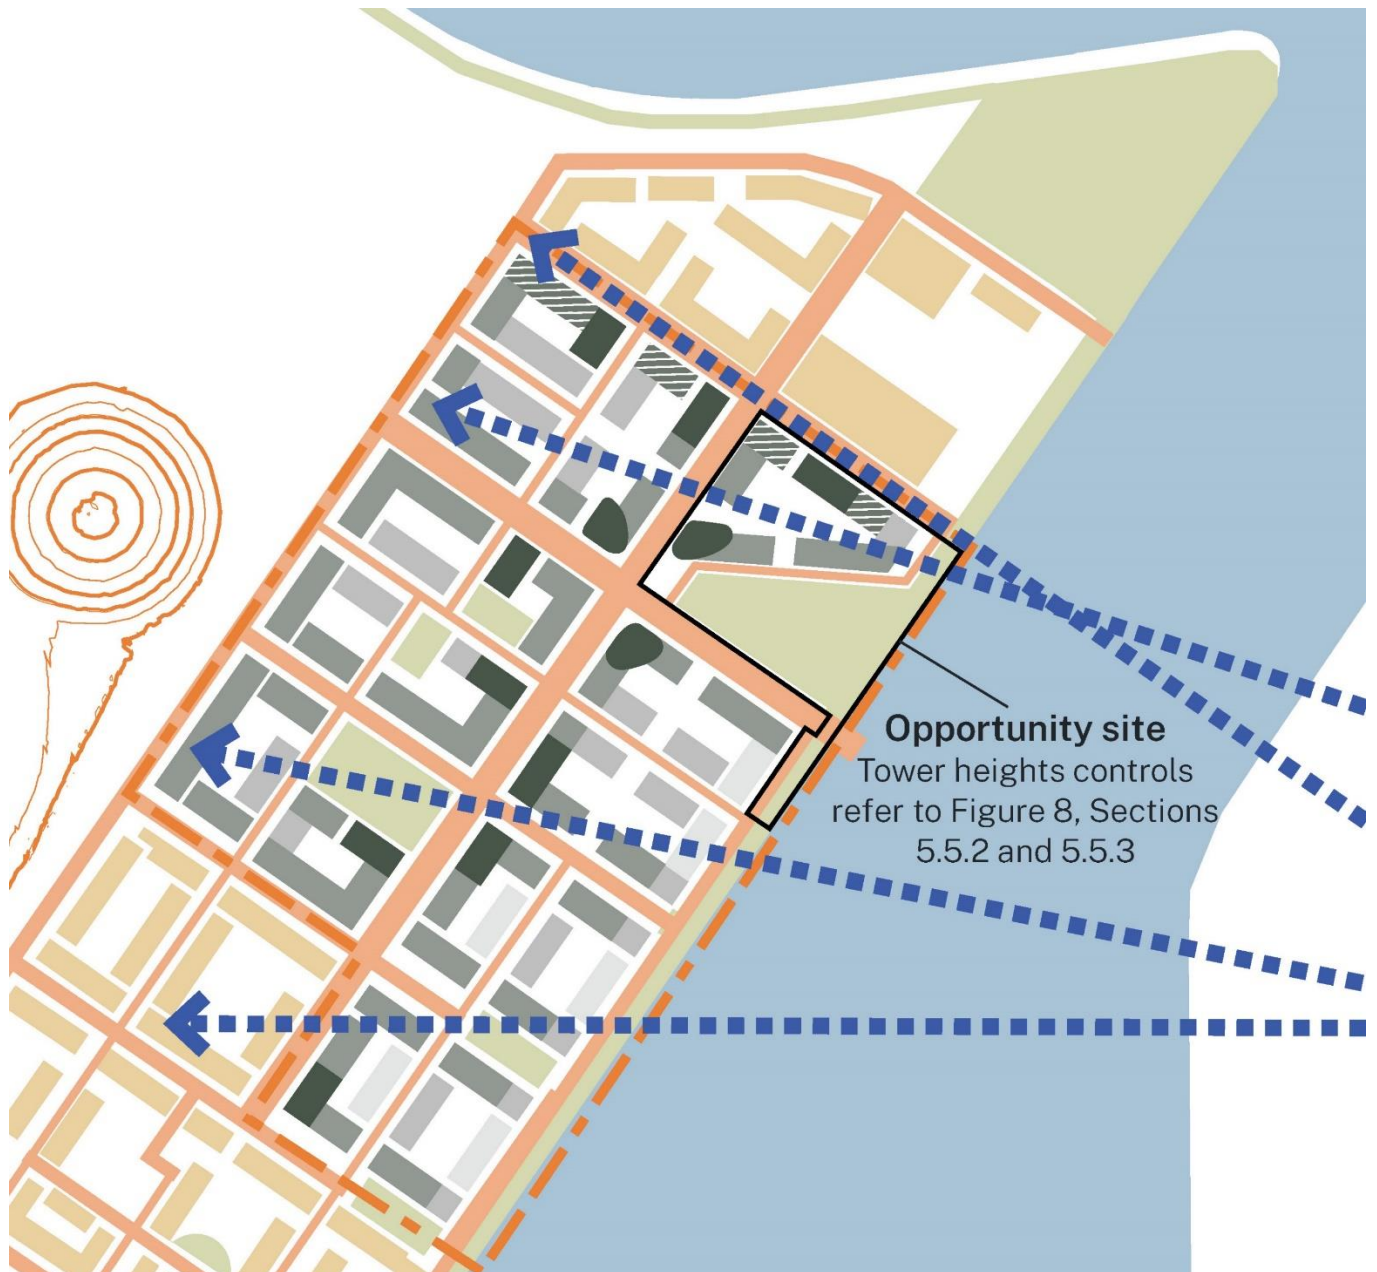 Opportunity site
Tower heights controls
refer to Figure 8, Sections
5.5.2 and 5.5.3